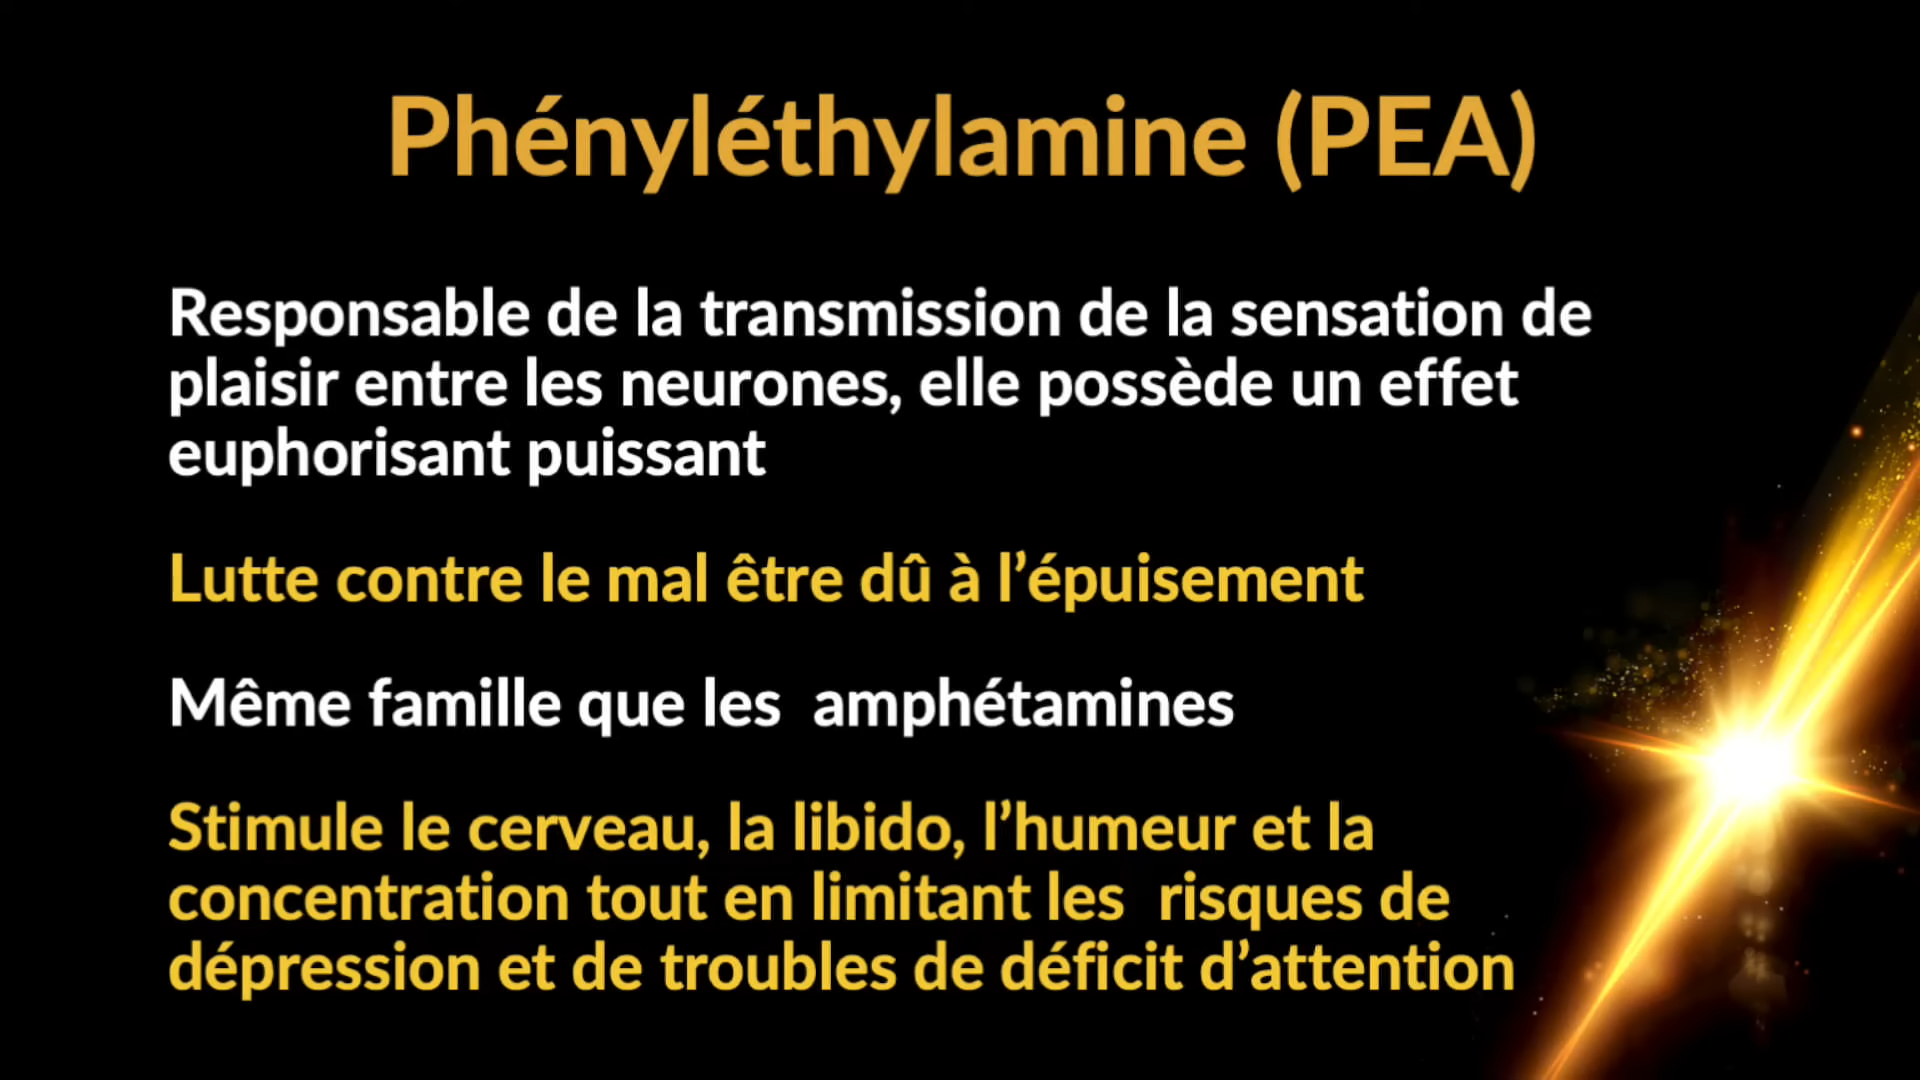 Phényléthylamine (PEA)
Responsable de la transmission de la sensation de
plaisir entre les neurones, elle possède un effet
euphorisant puissant
Lutte contre le mal être dû à l’épuisement
Même famille que les  amphétamines
Stimule le cerveau, la libido, l’humeur et la
concentration tout en limitant les  risques de
dépression et de troubles de déficit d’attention